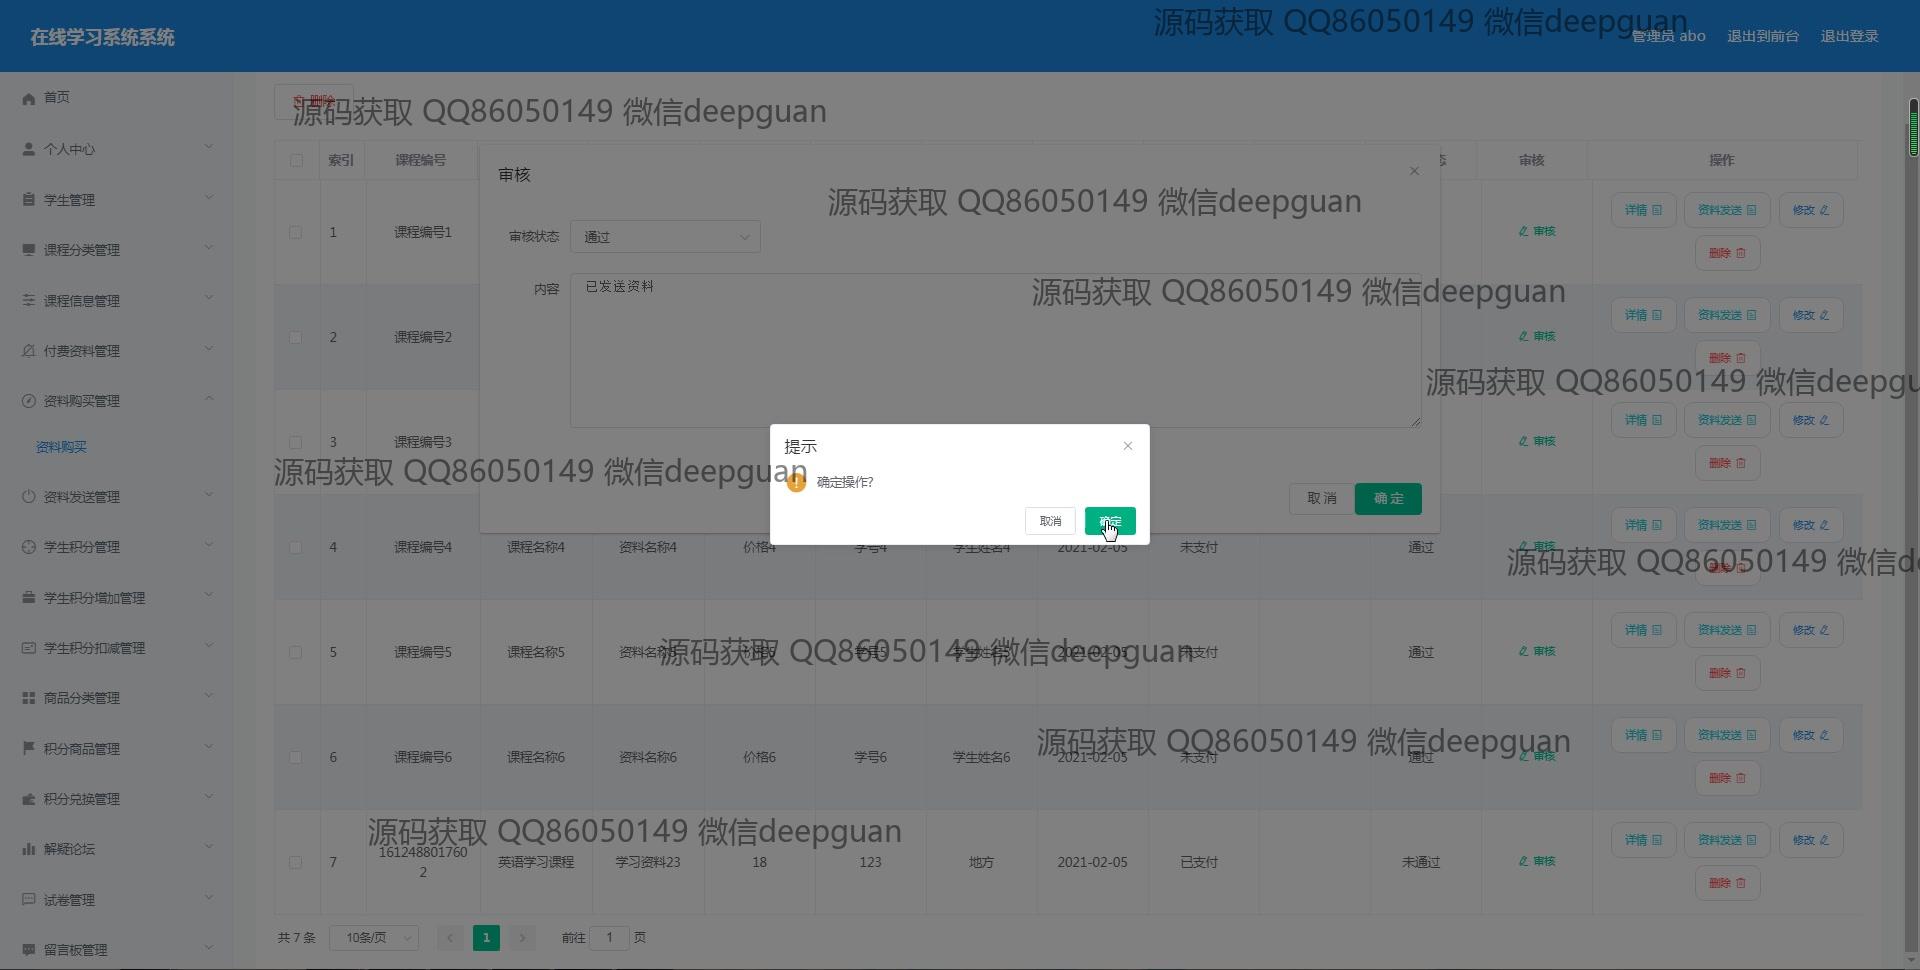 在线学习系统系统
管理员 abo 退出到前台 退出登录
源码获取 QQ86050149 微信deepguan
首页
个人中心
学生管理
课程分类管理
课程信息管理
付费资料管理
资料购买管理
资料购买
资料发送管理
学生积分管理
学生积分增加管理
学生积分扣减管理
商品分类管理
积分商品管理
积分兑换管理
解疑论坛
试卷管理
留言板管理
删除
源码获取 QQ86050149 微信deepguan
索引 课程编号 态 审核 操作
审核
源码获取 QQ86050149 微信deepguan
审核状态 通过
内容 已发送资料
源码获取 QQ86050149 微信deepguan
取消 确定
提示
确定操作?
取消 确定
1 课程编号1 审核 详情 资料发送 修改
删除
2 课程编号2 审核 详情 资料发送 修改
删除
源码获取 QQ86050149 微信deepgu
3 课程编号3 审核 详情 资料发送 修改
删除
源码获取 QQ86050149 微信deepguan
4 课程编号4 课程名称4 资料名称4 价格4 学号4 学生姓名4 2021-02-05 未支付 通过 审核 详情 资料发送 修改
删除
源码获取 QQ86050149 微信d
5 课程编号5 课程名称5 资料名称5 价格5 学号5 学生姓名5 2021-02-05 未支付 通过 审核 详情 资料发送 修改
删除
源码获取 QQ86050149 微信deepguan
6 课程编号6 课程名称6 资料名称6 价格6 学号6 学生姓名6 2021-02-05 未支付 通过 审核 详情 资料发送 修改
删除
源码获取 QQ86050149 微信deepguan
源码获取 QQ86050149 微信deepguan
7 161248801760 英语学习课程 学习资料23 18 123 地方 2021-02-05 已支付 未通过 审核 详情 资料发送 修改
2
删除
共 7 条 10条/页 1 前往 1 页